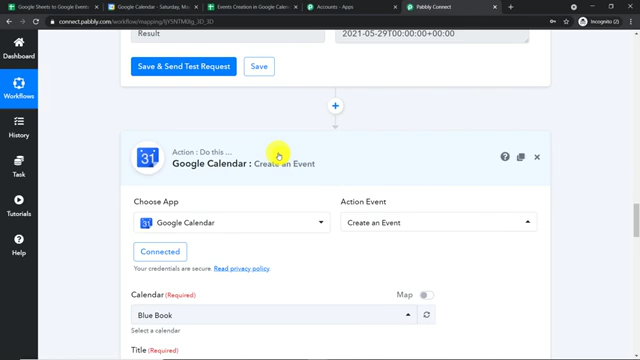 Google Sheets to Google Events
Google Calendar - Saturday, Mo
Events Creation in Google Calen
Accounts - Apps
Pabbly Connect
connect.pabbly.com/workflow/mapping/IjY5NTM0Ig_3D_3D
Incognito (2)
Dashboard
Workflows
History
Task
Tutorials
Help
Result
2021-05-29T00:00:00+00:00
Save & Send Test Request
Save
+
Action : Do this ...
31
Google Calendar : Create an Event
Choose App
Action Event
Google Calendar
Create an Event
Connected
Your credentials are secure. Read privacy policy.
Calendar (Required)
Map
Blue Book
Select a calendar
Title (Required)